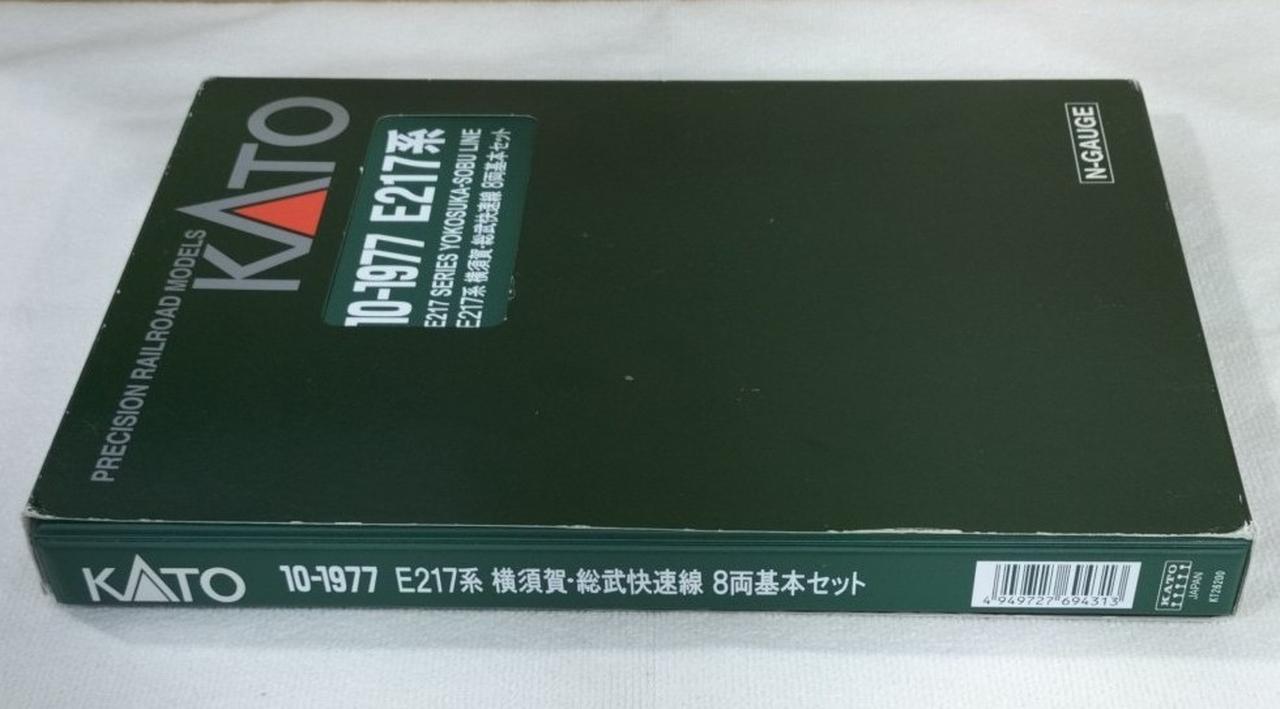 KATO
PRECISION RAILROAD MODELS
10-1977 E217系
E217 SERIES YOKOSUKA-SOBU LINE
E217系 横須賀・総武快速線 8両基本セット
N-GAUGE
KATO 10-1977 E217系 横須賀・総武快速線 8両基本セット
4 949727 694313
KATO
JAPAN